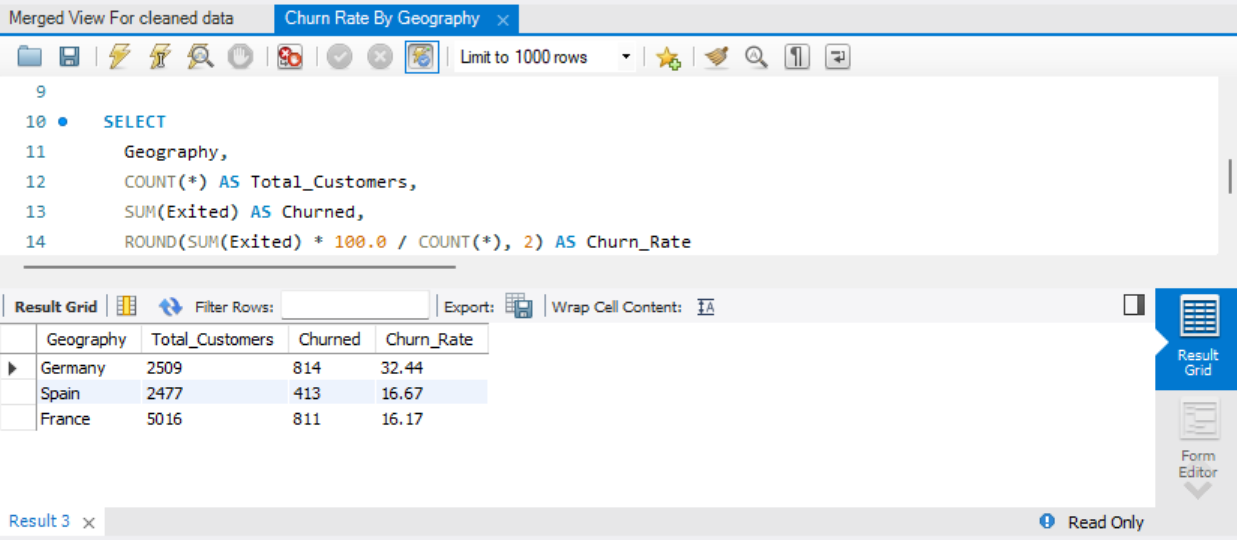 Merged View For cleaned data Churn Rate By Geography
Limit to 1000 rows
9
10 SELECT
11 Geography,
12 COUNT(*) AS Total_Customers,
13 SUM(Exited) AS Churned,
14 ROUND(SUM(Exited) * 100.0 / COUNT(*), 2) AS Churn_Rate
Result Grid Filter Rows: Export: Wrap Cell Content:
Geography Total_Customers Churned Churn_Rate
Germany 2509 814 32.44
Spain 2477 413 16.67
France 5016 811 16.17
Result
Grid
Form
Editor
Result 3 Read Only